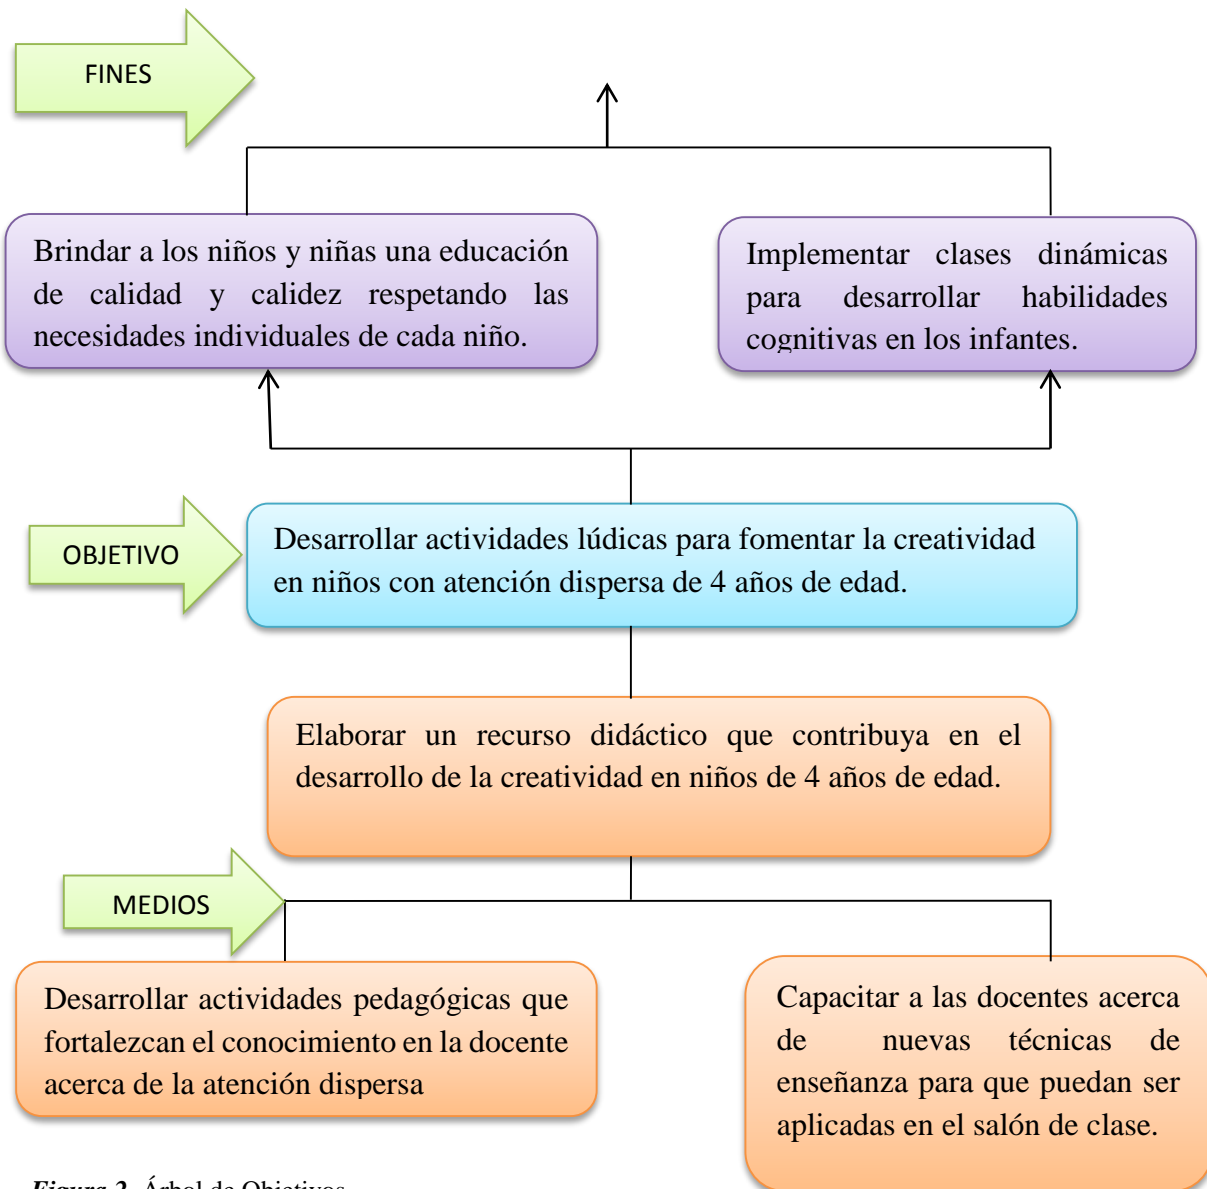 FINES
Brindar a los niños y niñas una educación
de calidad y calidez respetando las
necesidades individuales de cada niño.
Implementar clases dinámicas
para desarrollar habilidades
cognitivas en los infantes.
OBJETIVO
Desarrollar actividades lúdicas para fomentar la creatividad
en niños con atención dispersa de 4 años de edad.
Elaborar un recurso didáctico que contribuya en el
desarrollo de la creatividad en niños de 4 años de edad.
MEDIOS
Desarrollar actividades pedagógicas que
fortalezcan el conocimiento en la docente
acerca de la atención dispersa
Capacitar a las docentes acerca
de nuevas técnicas de
enseñanza para que puedan ser
aplicadas en el salón de clase.
Figura 2. Árbol de Objetivos